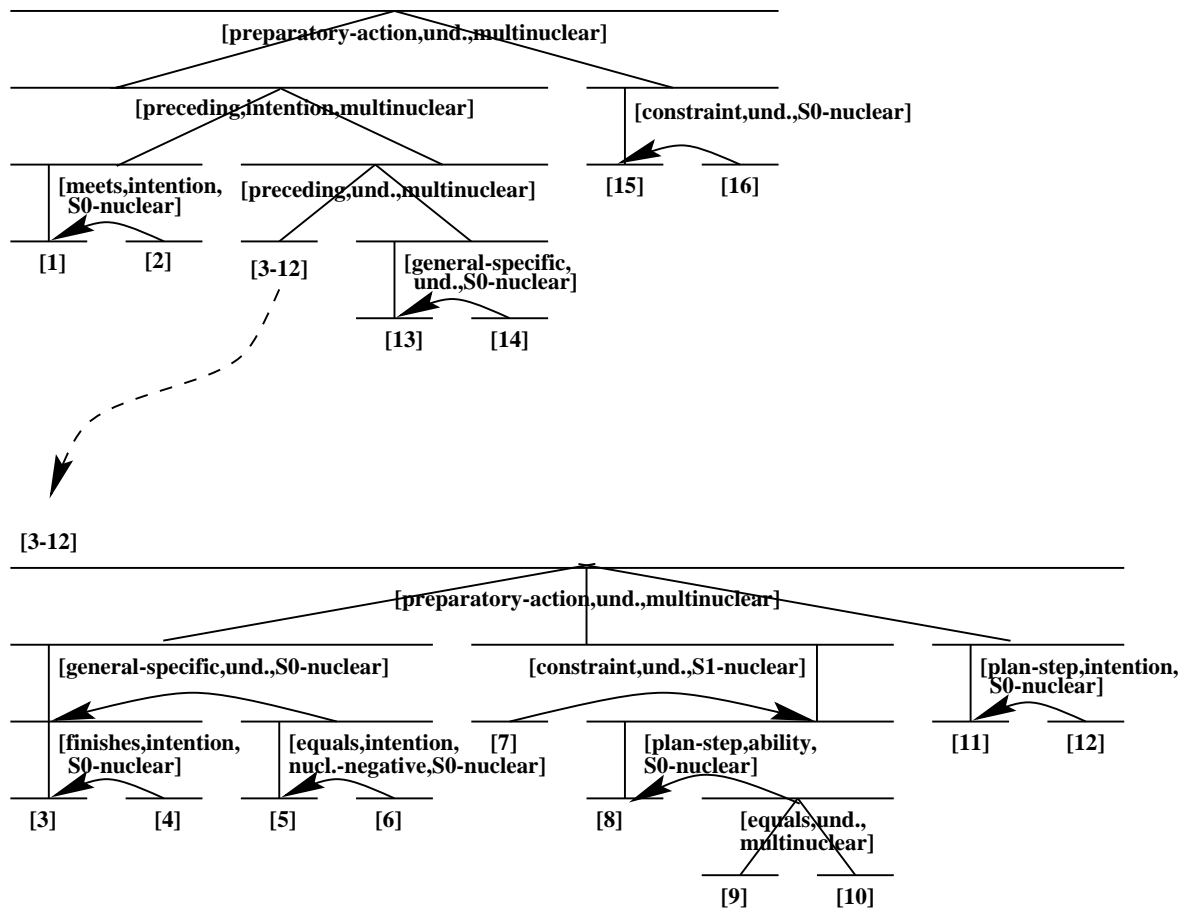 [preparatory-action,und.,multinuclear]
[preceding,intention,multinuclear]
[constraint,und.,S0-nuclear]
[meets,intention,
S0-nuclear]
[preceding,und.,multinuclear]
[15]
[16]
[1]
[2]
[3-12]
[general-specific,
und.,S0-nuclear]
[13]
[14]
[3-12]
[preparatory-action,und.,multinuclear]
[general-specific,und.,S0-nuclear]
[constraint,und.,S1-nuclear]
[plan-step,intention,
S0-nuclear]
[finishes,intention,
S0-nuclear]
[equals,intention,
nucl.-negative,S0-nuclear]
[7]
[plan-step,ability,
S0-nuclear]
[11]
[12]
[3]
[4]
[5]
[6]
[8]
[equals,und.,
multinuclear]
[9]
[10]